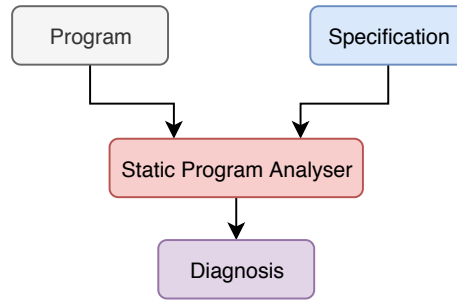 Program
Specification
Static Program Analyser
Diagnosis